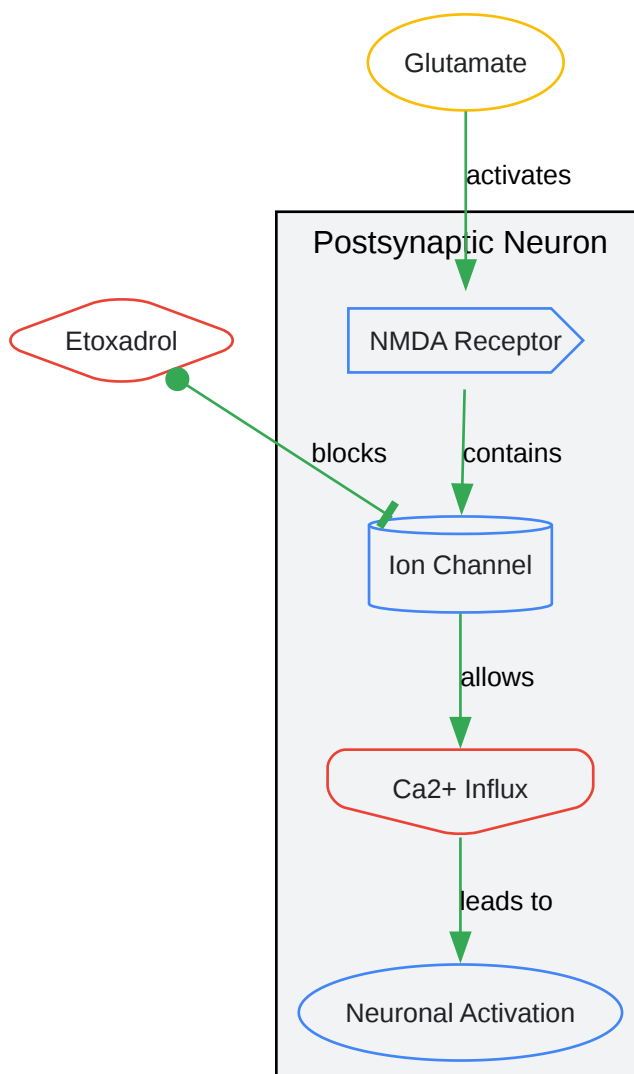 Glutamate
activates
Postsynaptic Neuron
Etoxadrol
NMDA Receptor
blocks
contains
Ion Channel
allows
Ca2+ Influx
leads to
Neuronal Activation